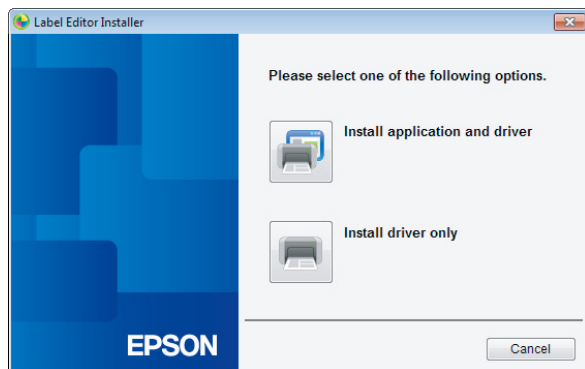 Label Editor Installer
Please select one of the following options.
Install application and driver
Install driver only
EPSON
Cancel